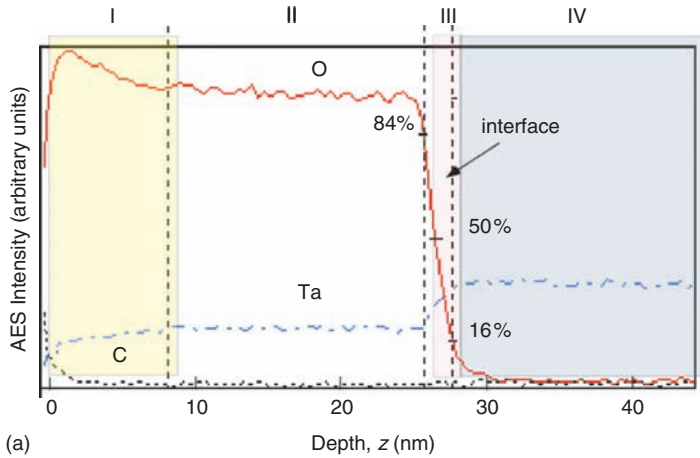 I II III IV
O
84%
interface
50%
Ta
16%
C
AES Intensity (arbitrary units)
0 10 20 30 40
(a) Depth, z (nm)